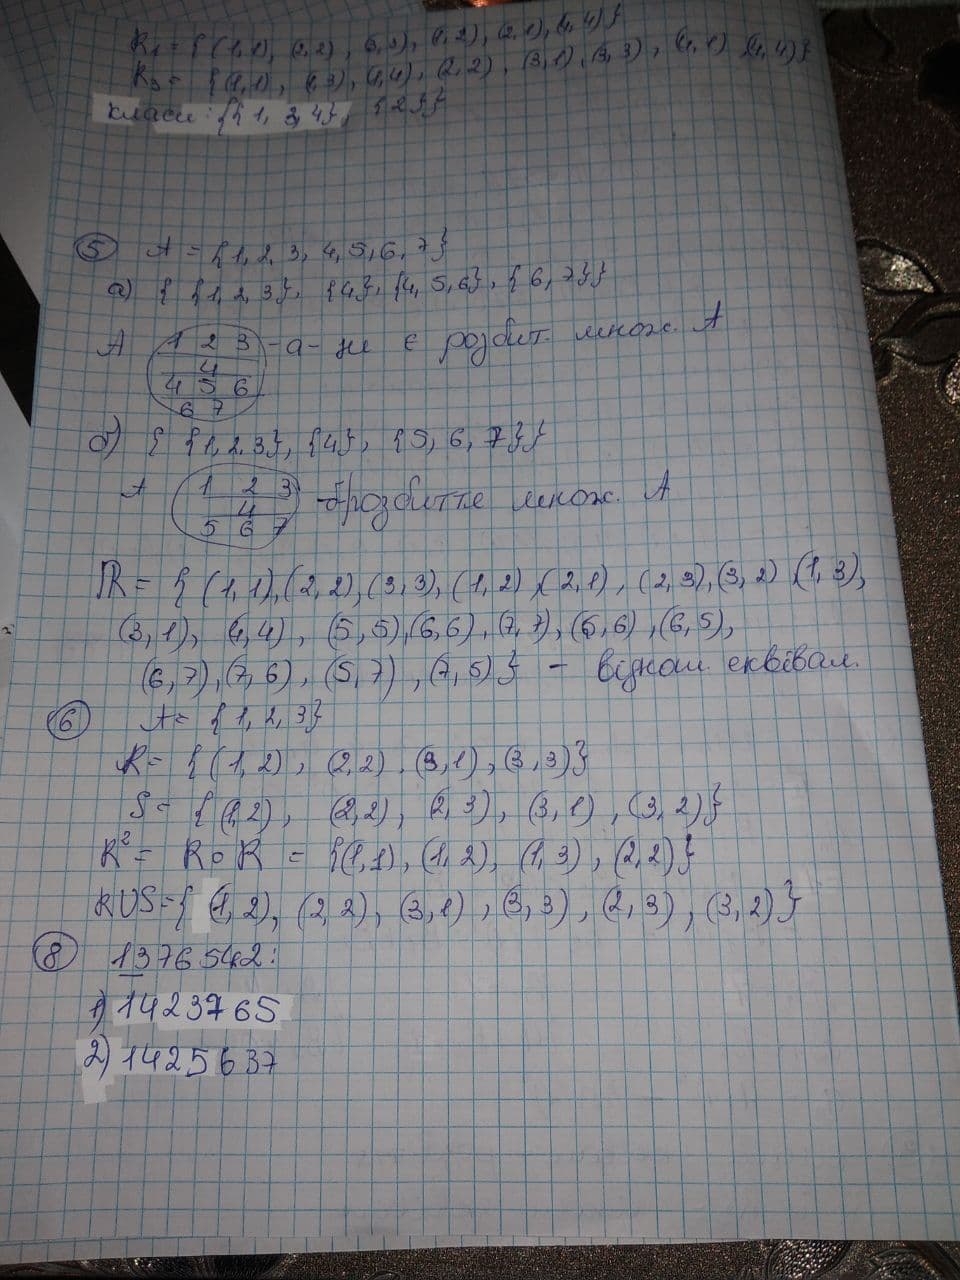 R₁ = { (1,1), (2,2), (3,3), (1,2), (2,1), (4,4)}
R₃ = {(1,1), (1,3), (1,4), (2,2), (3,1), (3,3), (4,1) (4,4)}
класи: {{1, 3, 4}, {2}}
5 A = {1, 2, 3, 4, 5, 6, 7}
а) { {1, 2, 3}, {4}, {4, 5, 6}, {6, 7}}
A 1 2 3 -а- не є розбит. множ. A
4
4 5 6
6 7
б) { {1, 2, 3}, {4}, {5, 6, 7}}
A 1 2 3 -розбиття множ. A
4
5 6 7
R = { (1,1), (2,2), (3,3), (1,2), (2,1), (2,3), (3,2), (1,3),
(3,1), (4,4), (5,5), (6,6), (7,7), (5,6), (6,5),
(6,7), (7,6), (5,7), (7,5)} – віднош. еквівал.
6 A = {1, 2, 3}
R = { (1,2), (2,2), (3,1), (3,3)}
S = { (1,2), (2,2), (2,3), (3,1), (3,2)}
R² = R∘R = {(1,1), (1,2), (1,3), (2,2)}
RUS={ (1,2), (2,2), (3,1), (3,3), (2,3), (3,2)}
8 1376542:
1) 1423765
2) 1425637